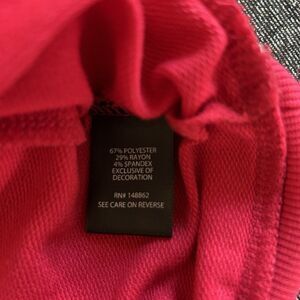 67% POLYESTER
29% RAYON
4% SPANDEX
EXCLUSIVE OF
DECORATION
RN# 148862
SEE CARE ON REVERSE